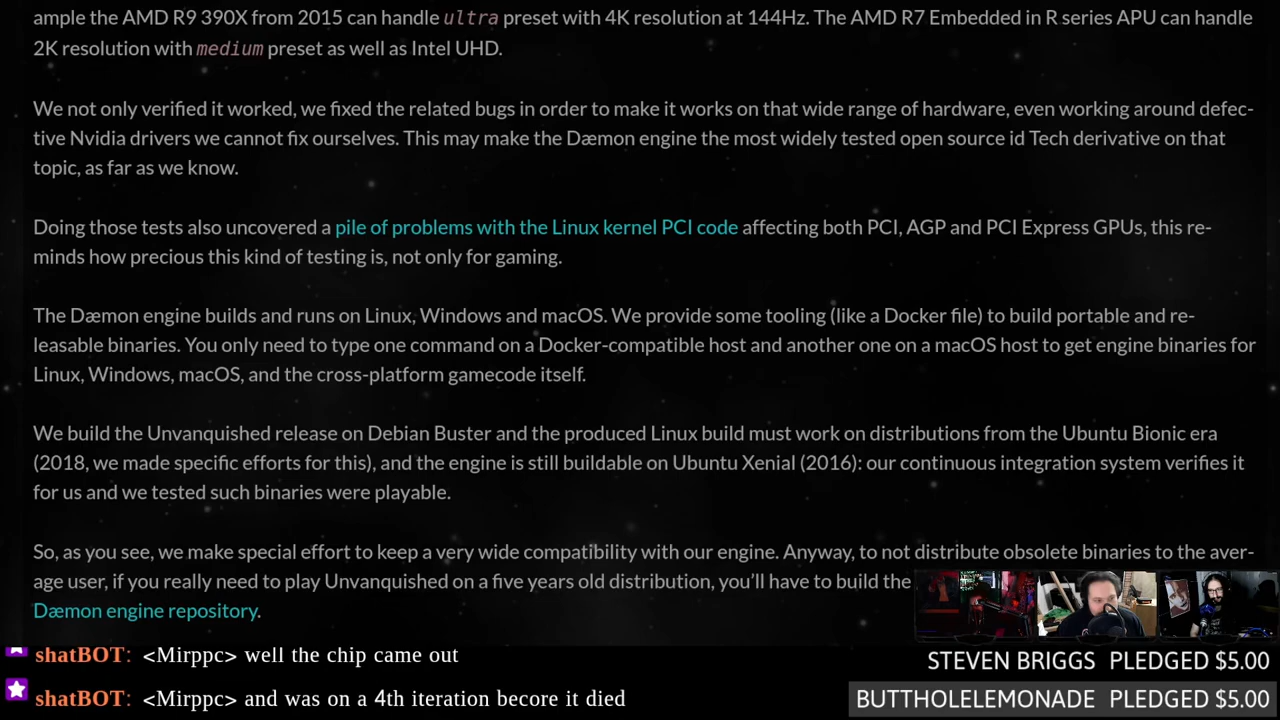 ample the AMD R9 390X from 2015 can handle ultra preset with 4K resolution at 144Hz. The AMD R7 Embedded in R series APU can handle
2K resolution with medium preset as well as Intel UHD.
We not only verified it worked, we fixed the related bugs in order to make it works on that wide range of hardware, even working around defec-
tive Nvidia drivers we cannot fix ourselves. This may make the Dæmon engine the most widely tested open source id Tech derivative on that
topic, as far as we know.
Doing those tests also uncovered a pile of problems with the Linux kernel PCI code affecting both PCI, AGP and PCI Express GPUs, this re-
minds how precious this kind of testing is, not only for gaming.
The Dæmon engine builds and runs on Linux, Windows and macOS. We provide some tooling (like a Docker file) to build portable and re-
leasable binaries. You only need to type one command on a Docker-compatible host and another one on a macOS host to get engine binaries for
Linux, Windows, macOS, and the cross-platform gamecode itself.
We build the Unvanquished release on Debian Buster and the produced Linux build must work on distributions from the Ubuntu Bionic era
(2018, we made specific efforts for this), and the engine is still buildable on Ubuntu Xenial (2016): our continuous integration system verifies it
for us and we tested such binaries were playable.
So, as you see, we make special effort to keep a very wide compatibility with our engine. Anyway, to not distribute obsolete binaries to the aver-
age user, if you really need to play Unvanquished on a five years old distribution, you'll have to build the
Dæmon engine repository.
shatBOT: <Mirppc> well the chip came out
STEVEN BRIGGS PLEDGED $5.00
shatBOT: <Mirppc> and was on a 4th iteration becore it died
BUTTHOLELEMONADE PLEDGED $5.00